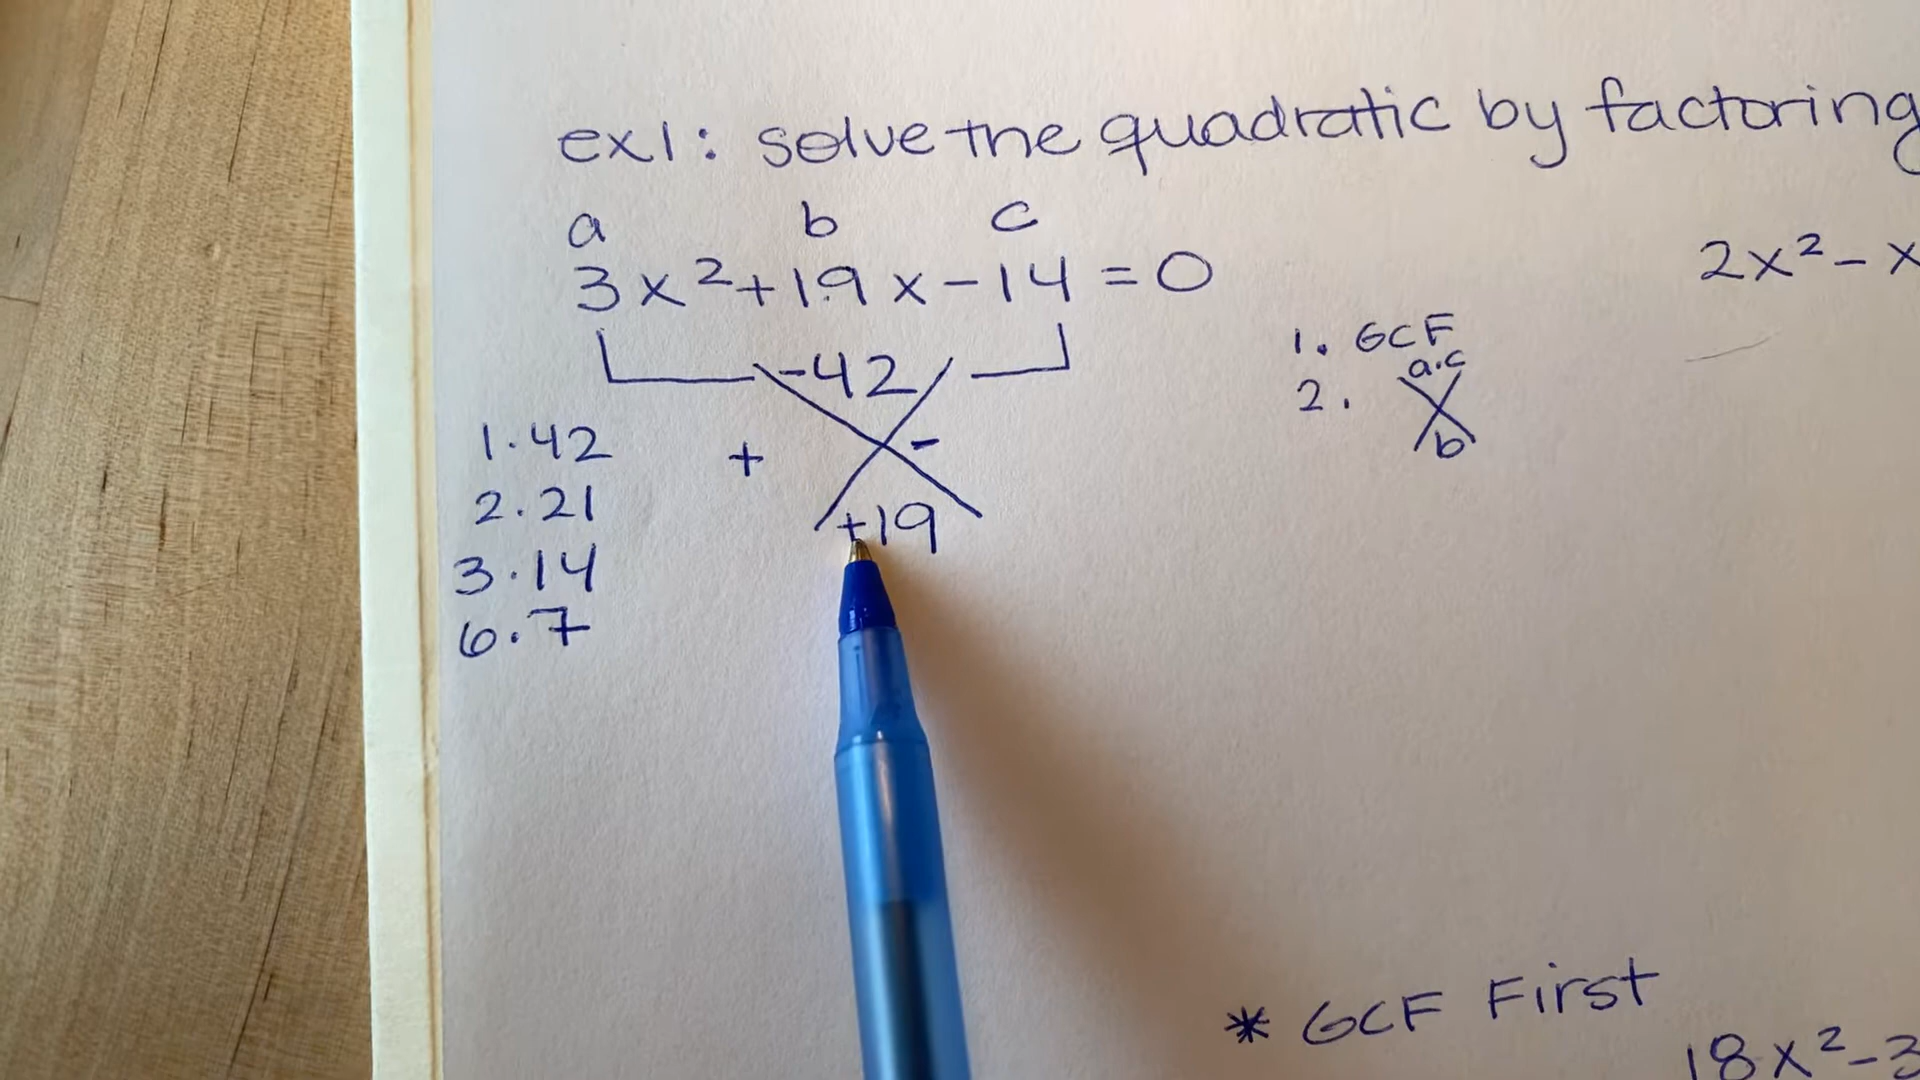 ex1: solve the quadratic by factoring
a b c
3x²+19x-14=0
-42
+ -
+19
1·42
2·21
3·14
6·7
1. GCF
2. a·c
b
2x²-x
* GCF First
18x²-3